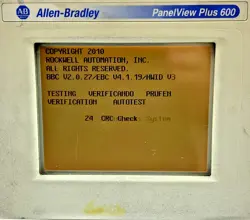 AB Allen-Bradley PanelView Plus 600
COPYRIGHT 2010
ROCKWELL AUTOMATION, INC.
ALL RIGHTS RESERVED.
BBC V2.0.27/EBC V4.1.19/HWID V3
TESTING VERIFICANDO PRUFEN
VERIFICATION AUTOTEST
24 CRC Check: System